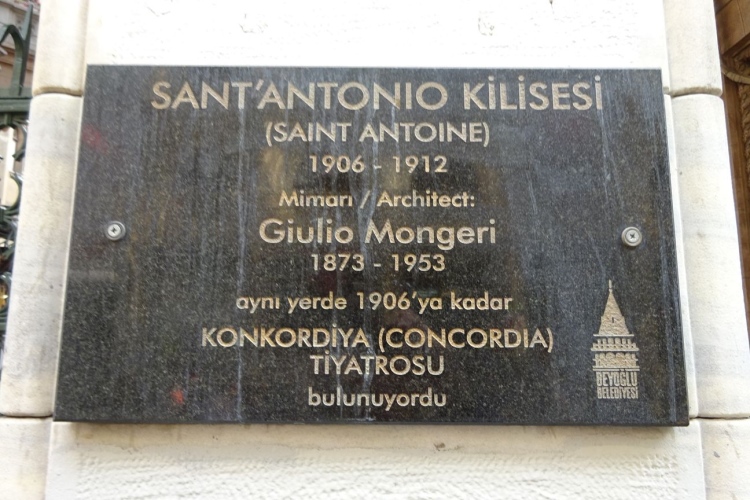 SANT'ANTONIO KİLİSESİ
(SAINT ANTOINE)
1906 - 1912
Mimarı / Architect:
Giulio Mongeri
1873 - 1953
aynı yerde 1906'ya kadar
KONKORDİYA (CONCORDIA)
TİYATROSU
bulunuyordu
BEYOĞLU
BELEDİYESİ